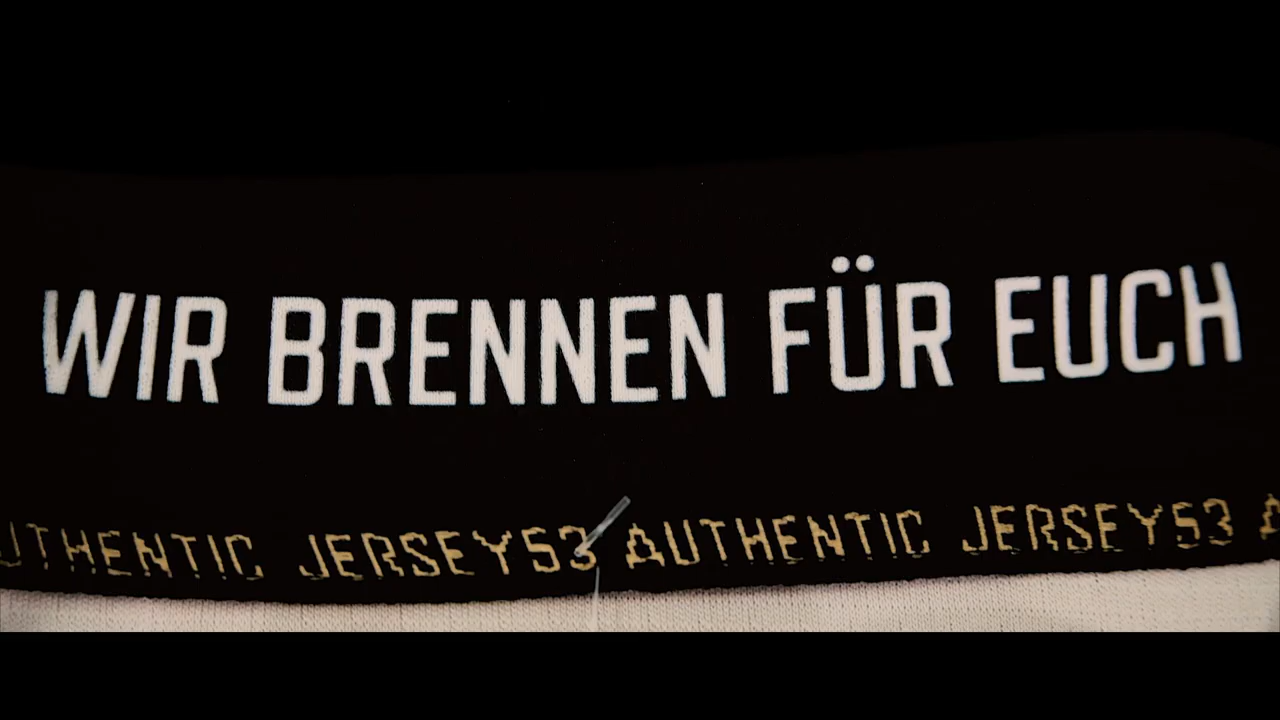 WIR BRENNEN FÜR EUCH
UTHENTIC JERSEY53 AUTHENTIC JERSEY53 A